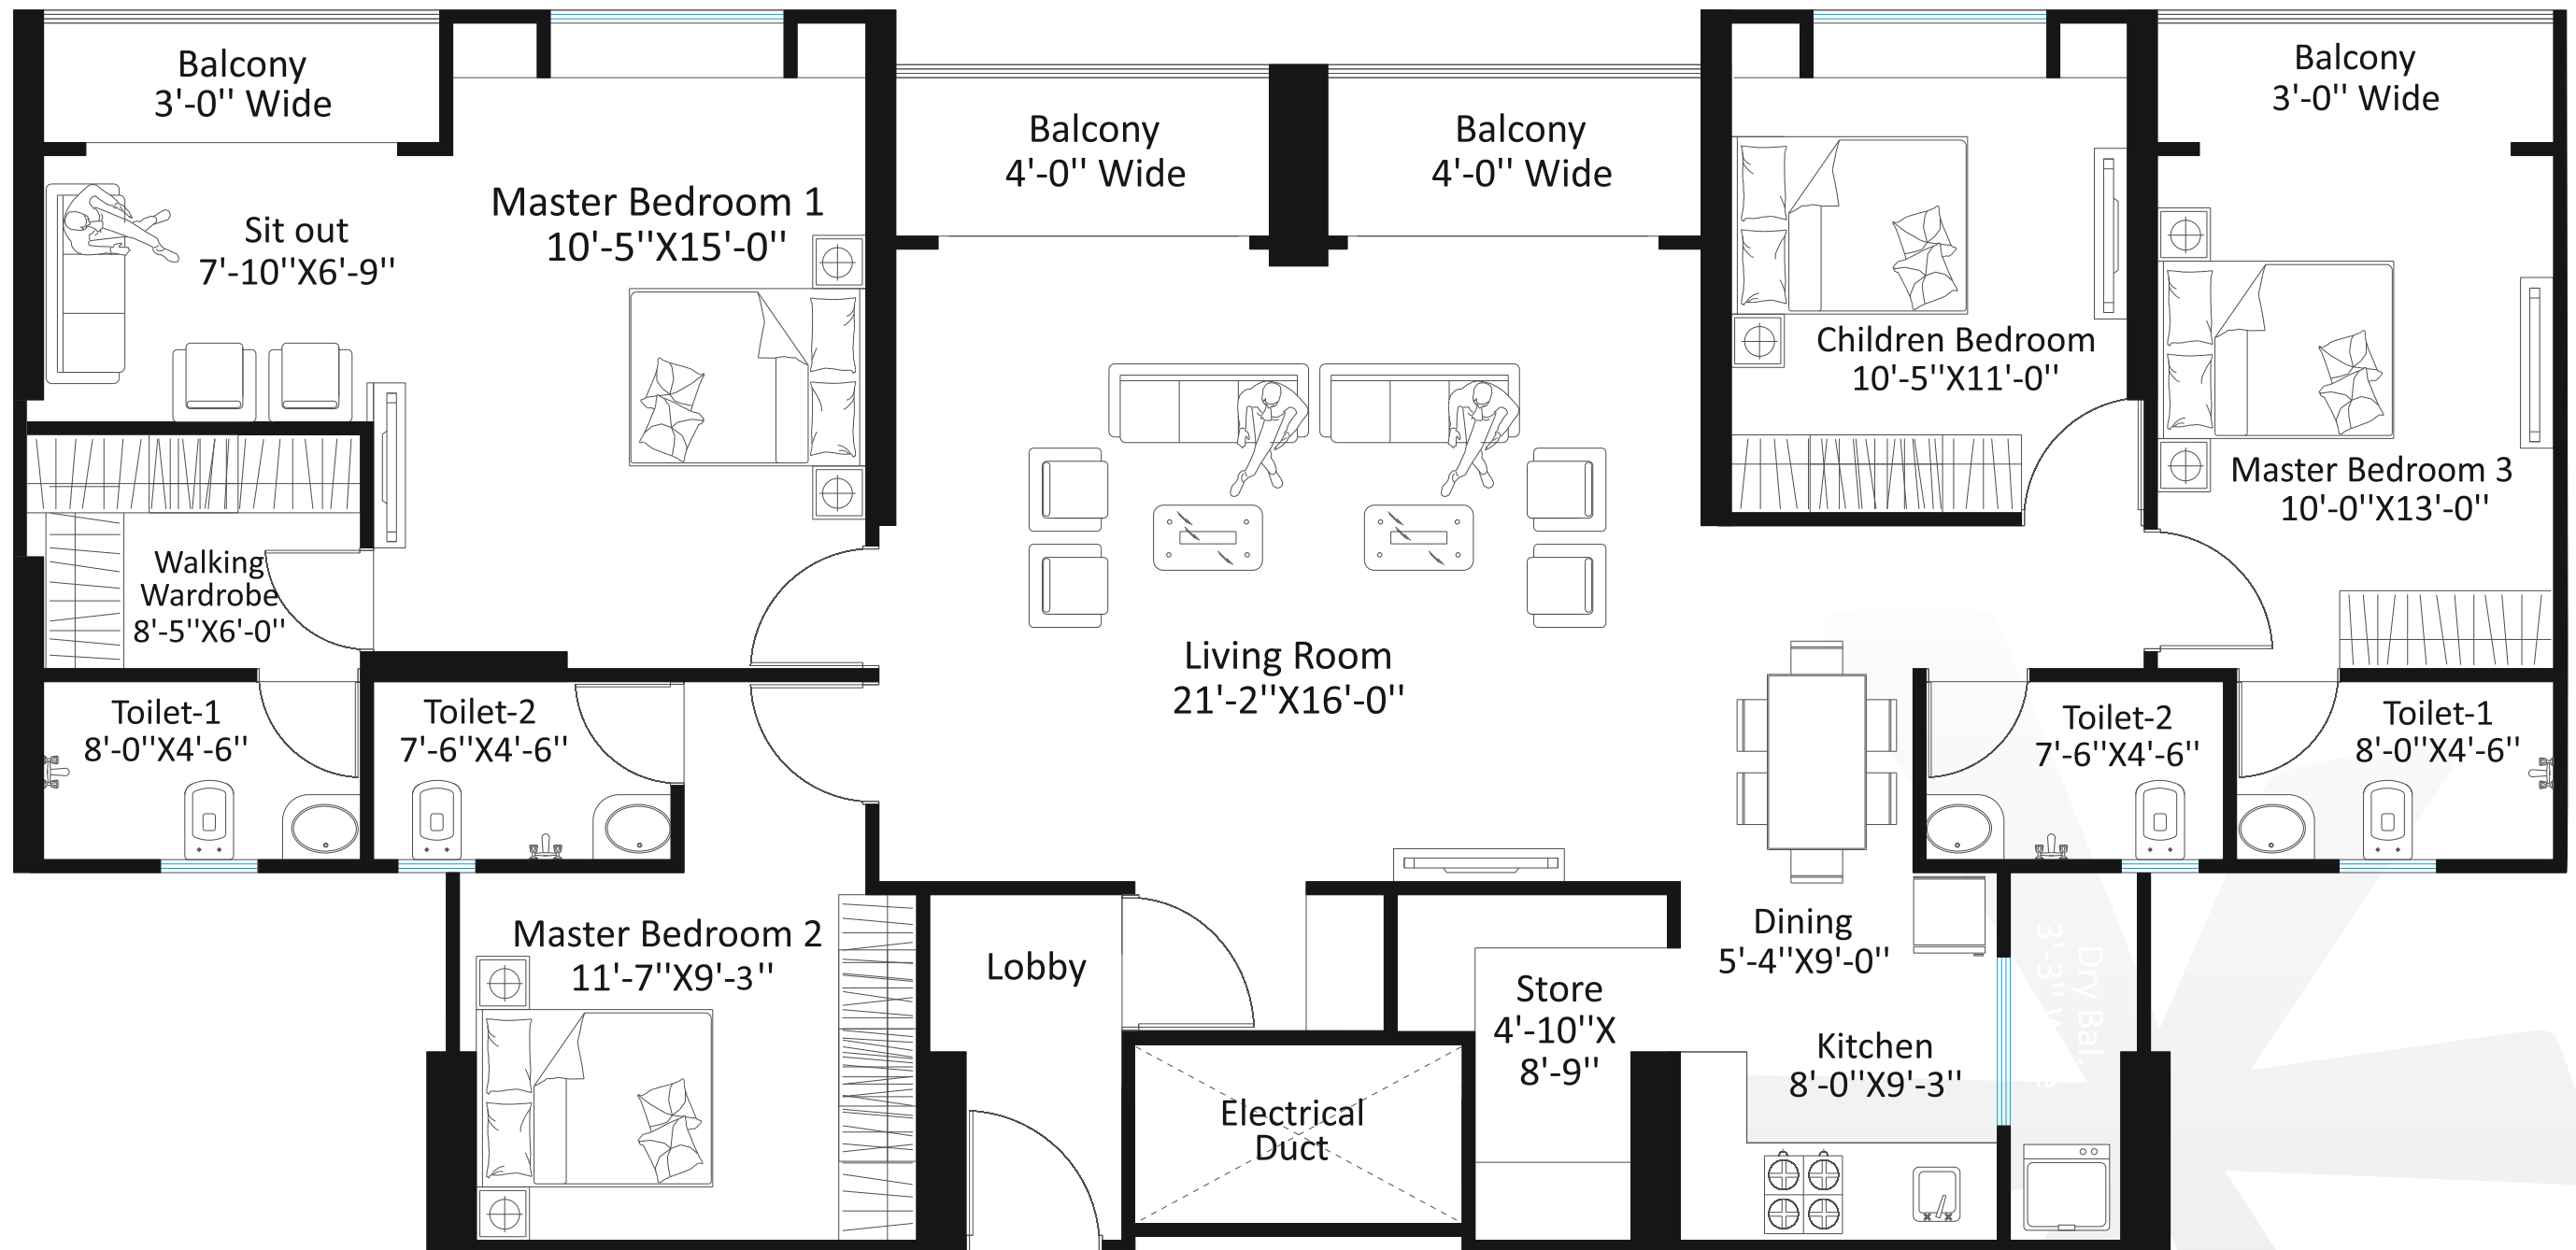 Balcony
3'-0'' Wide
Balcony
4'-0'' Wide
Balcony
4'-0'' Wide
Balcony
3'-0'' Wide
Sit out
7'-10''X6'-9''
Master Bedroom 1
10'-5''X15'-0''
Children Bedroom
10'-5''X11'-0''
Master Bedroom 3
10'-0''X13'-0''
Walking
Wardrobe
8'-5''X6'-0''
Living Room
21'-2''X16'-0''
Toilet-1
8'-0''X4'-6''
Toilet-2
7'-6''X4'-6''
Toilet-2
7'-6''X4'-6''
Toilet-1
8'-0''X4'-6''
Master Bedroom 2
11'-7''X9'-3''
Lobby
Dining
5'-4''X9'-0''
Store
4'-10''X
8'-9''
Kitchen
8'-0''X9'-3''
Electrical
Duct
Dry Bal.
3'-3''